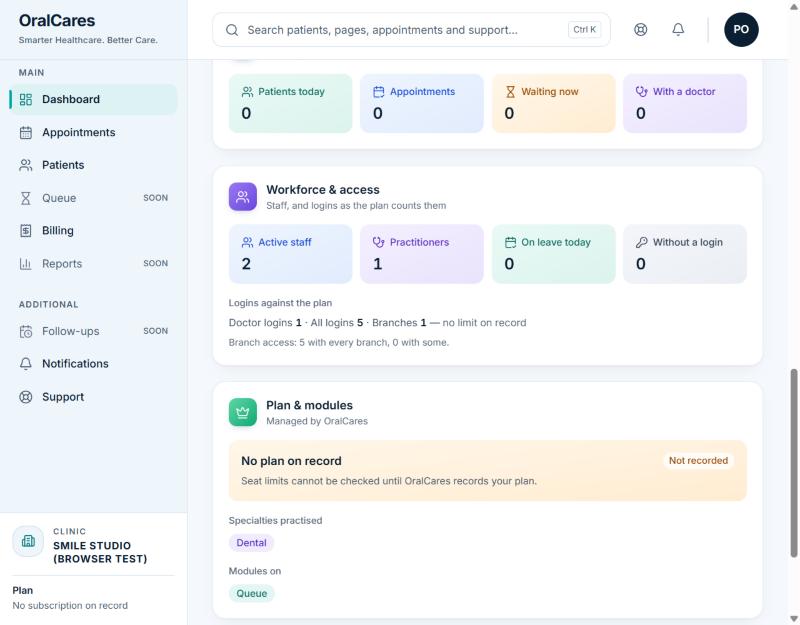 OralCares
Smarter Healthcare. Better Care.
Search patients, pages, appointments and support...
Ctrl K
PO
MAIN
Dashboard
Appointments
Patients
Queue SOON
Billing
Reports SOON
ADDITIONAL
Follow-ups SOON
Notifications
Support
CLINIC
SMILE STUDIO
(BROWSER TEST)
Plan
No subscription on record
Patients today
0
Appointments
0
Waiting now
0
With a doctor
0
Workforce & access
Staff, and logins as the plan counts them
Active staff
2
Practitioners
1
On leave today
0
Without a login
0
Logins against the plan
Doctor logins 1 · All logins 5 · Branches 1 — no limit on record
Branch access: 5 with every branch, 0 with some.
Plan & modules
Managed by OralCares
No plan on record
Not recorded
Seat limits cannot be checked until OralCares records your plan.
Specialties practised
Dental
Modules on
Queue